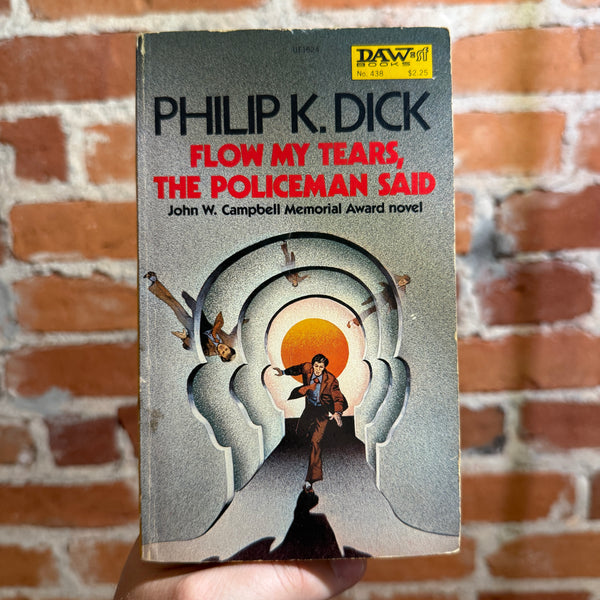 UE1624
DAW sf
BOOKS
No. 438 $2.25
PHILIP K. DICK
FLOW MY TEARS,
THE POLICEMAN SAID
John W. Campbell Memorial Award novel